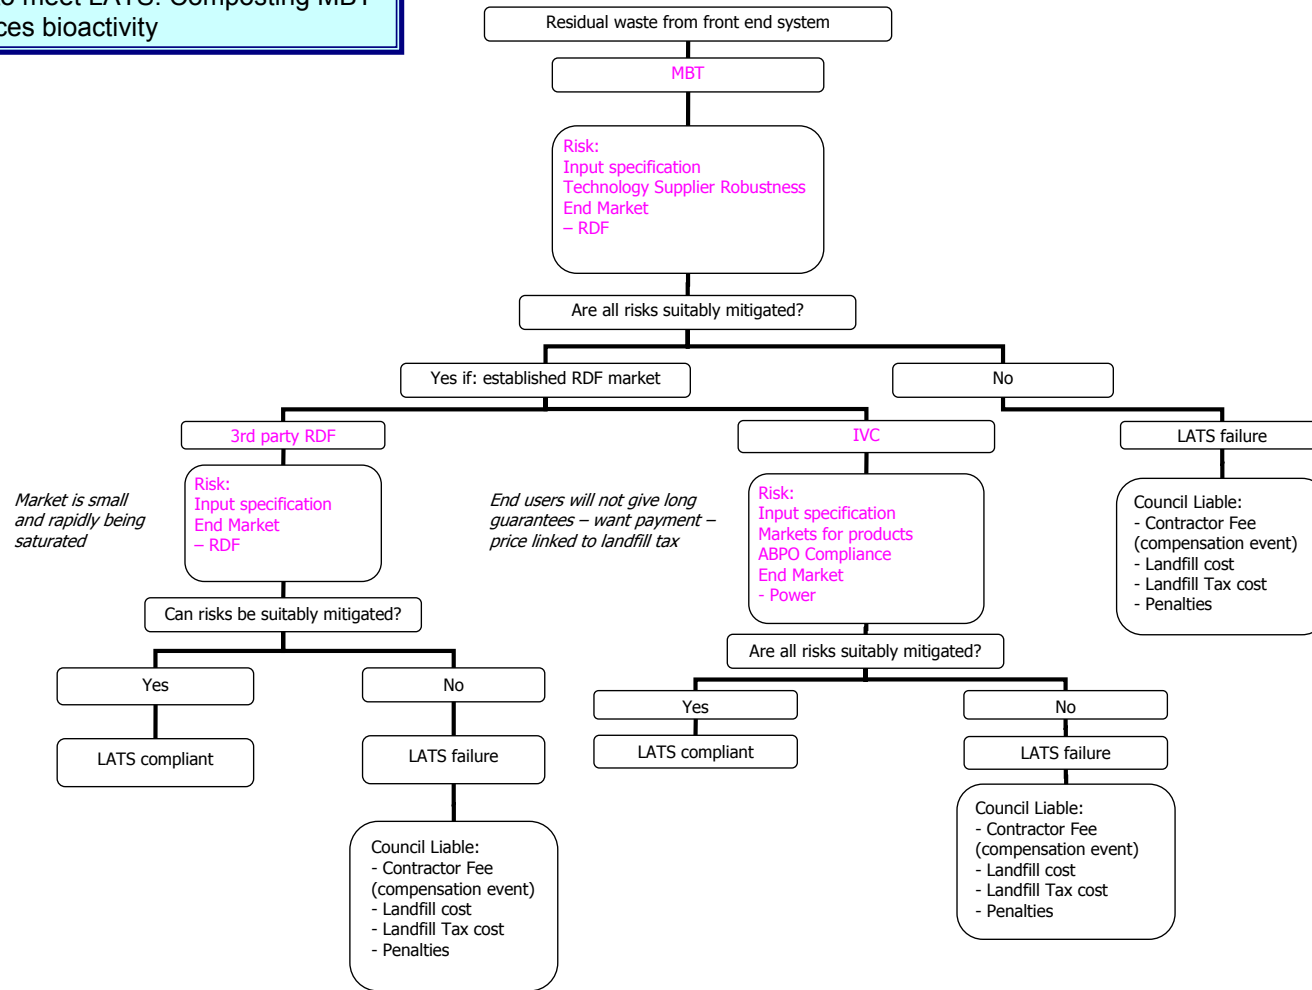 to meet LATS. Composting MBT
ces bioactivity
Residual waste from front end system
MBT
Risk:
Input specification
Technology Supplier Robustness
End Market
– RDF
Are all risks suitably mitigated?
Yes if: established RDF market
No
3rd party RDF
IVC
LATS failure
Market is small
and rapidly being
saturated
Risk:
Input specification
End Market
– RDF
End users will not give long
guarantees – want payment –
price linked to landfill tax
Risk:
Input specification
Markets for products
ABPO Compliance
End Market
- Power
Council Liable:
- Contractor Fee
(compensation event)
- Landfill cost
- Landfill Tax cost
- Penalties
Can risks be suitably mitigated?
Are all risks suitably mitigated?
Yes
No
Yes
No
LATS compliant
LATS failure
LATS compliant
LATS failure
Council Liable:
- Contractor Fee
(compensation event)
- Landfill cost
- Landfill Tax cost
- Penalties
Council Liable:
- Contractor Fee
(compensation event)
- Landfill cost
- Landfill Tax cost
- Penalties